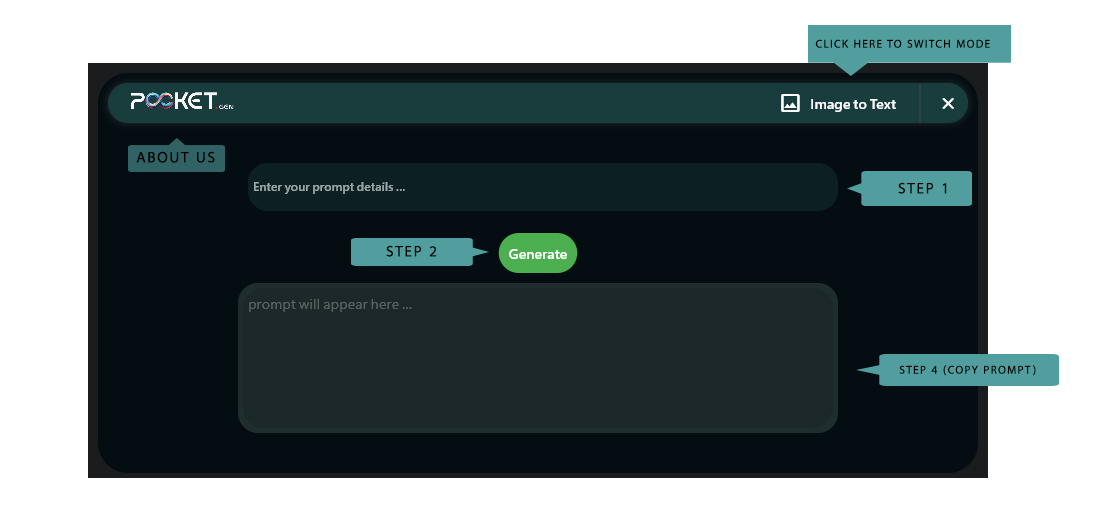 CLICK HERE TO SWITCH MODE
POCKET.GEN
Image to Text
ABOUT US
Enter your prompt details ...
STEP 1
STEP 2
Generate
prompt will appear here ...
STEP 4 (COPY PROMPT)